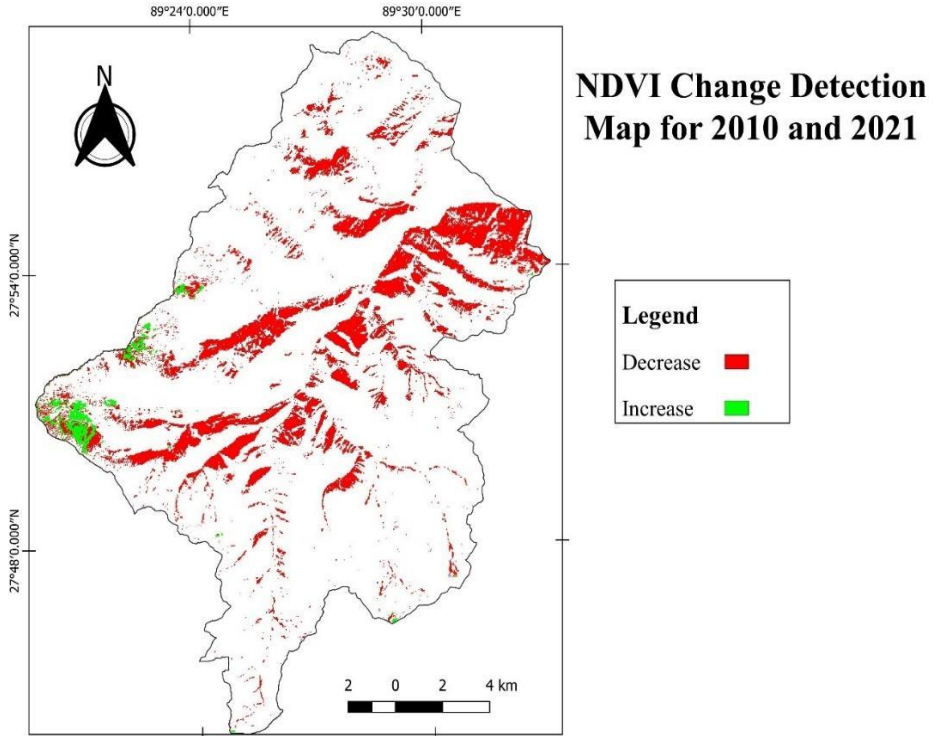 89°24'0.000"E
89°30'0.000"E
N
NDVI Change Detection
Map for 2010 and 2021
27°54'0.000"N
Legend
Decrease
Increase
27°48'0.000"N
2 0 2 4 km